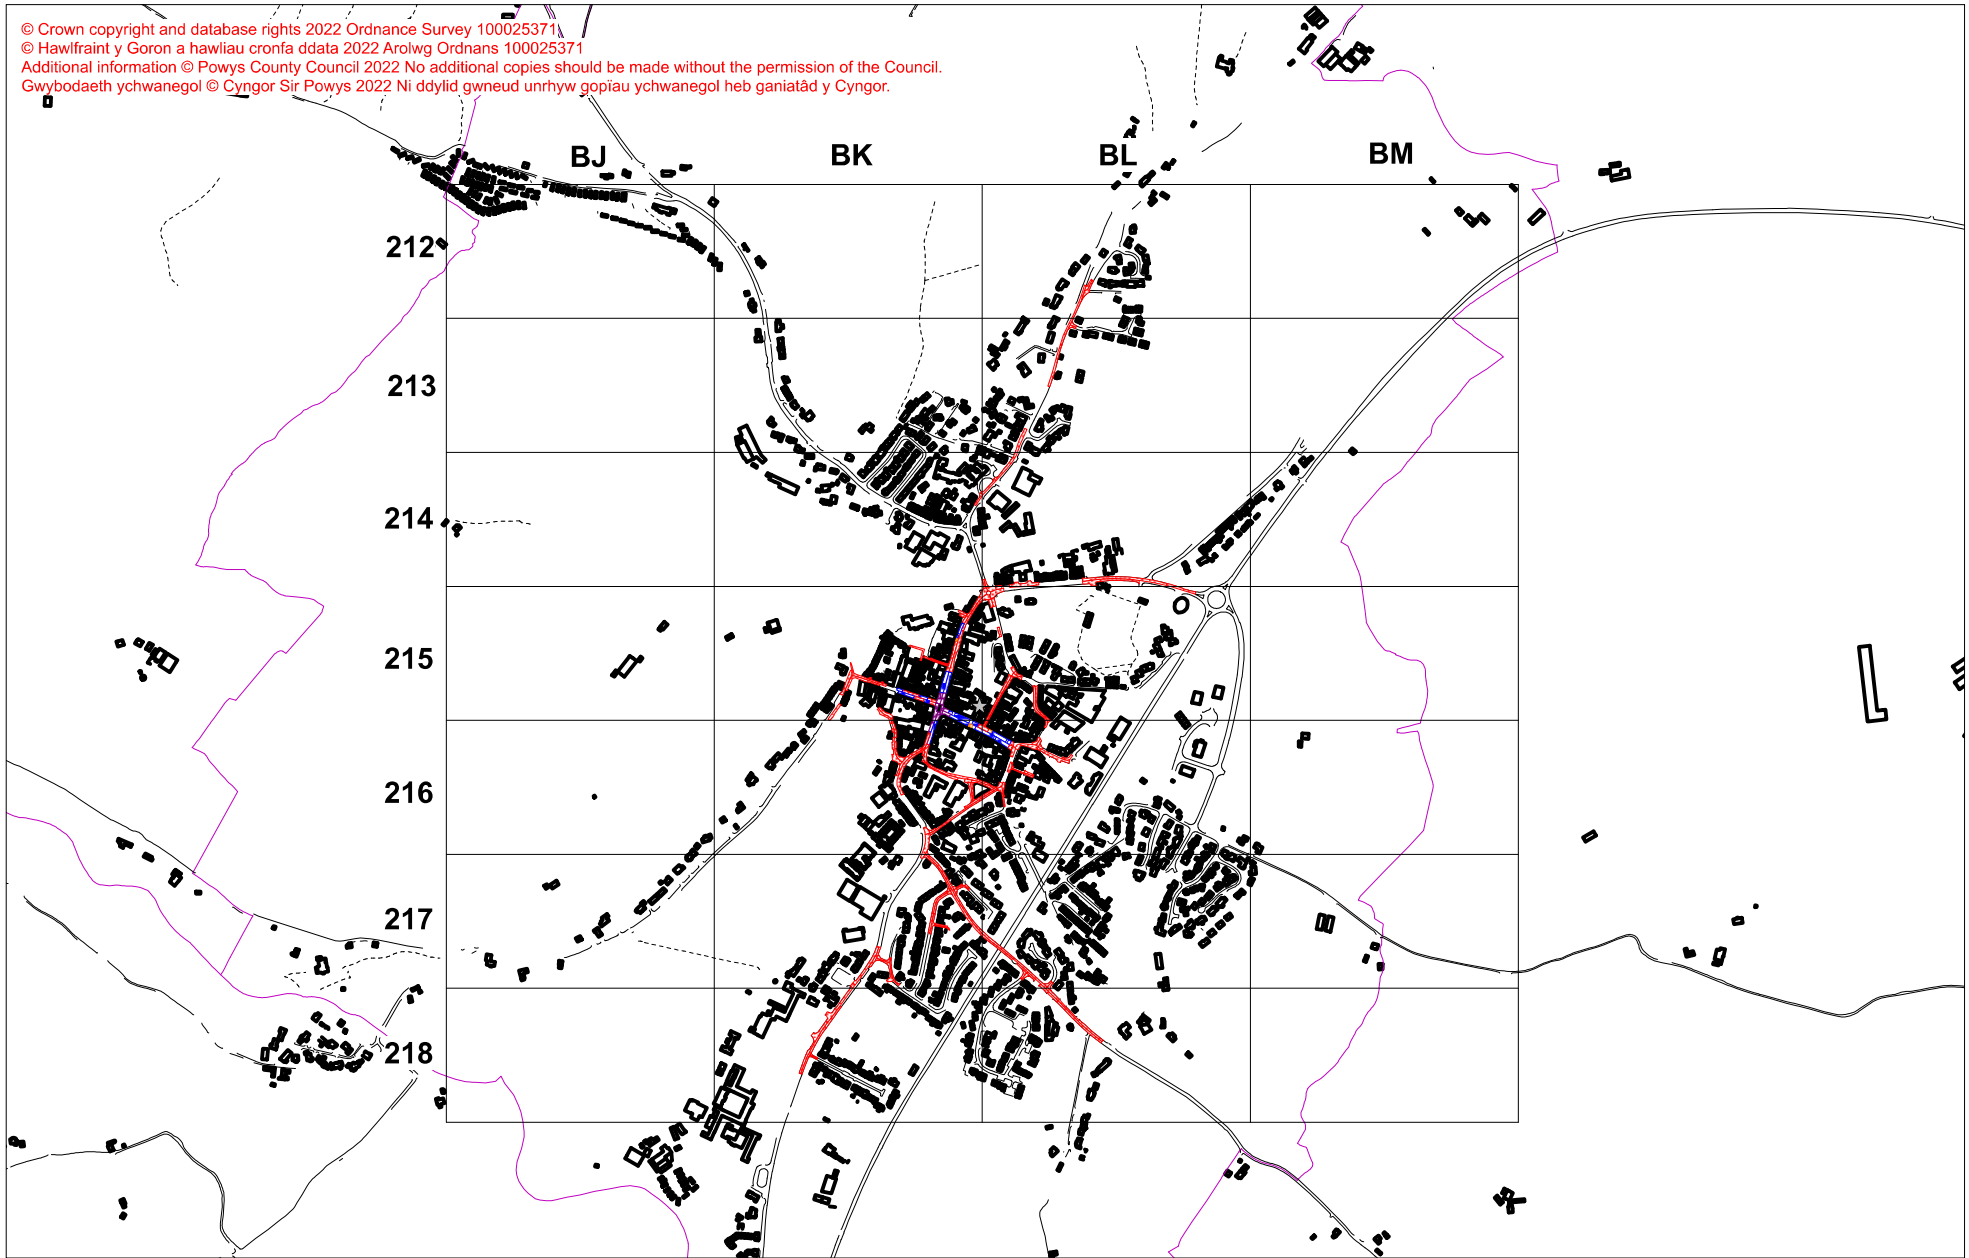 © Crown copyright and database rights 2022 Ordnance Survey 100025371
© Hawlfraint y Goron a hawliau cronfa ddata 2022 Arolwg Ordnans 100025371
Additional information © Powys County Council 2022 No additional copies should be made without the permission of the Council.
Gwybodaeth ychwanegol © Cyngor Sir Powys 2022 Ni ddylid gwneud unrhyw gopïau ychwanegol heb ganiatâd y Cyngor.
BJ BK BL BM
212
213
214
215
216
217
218